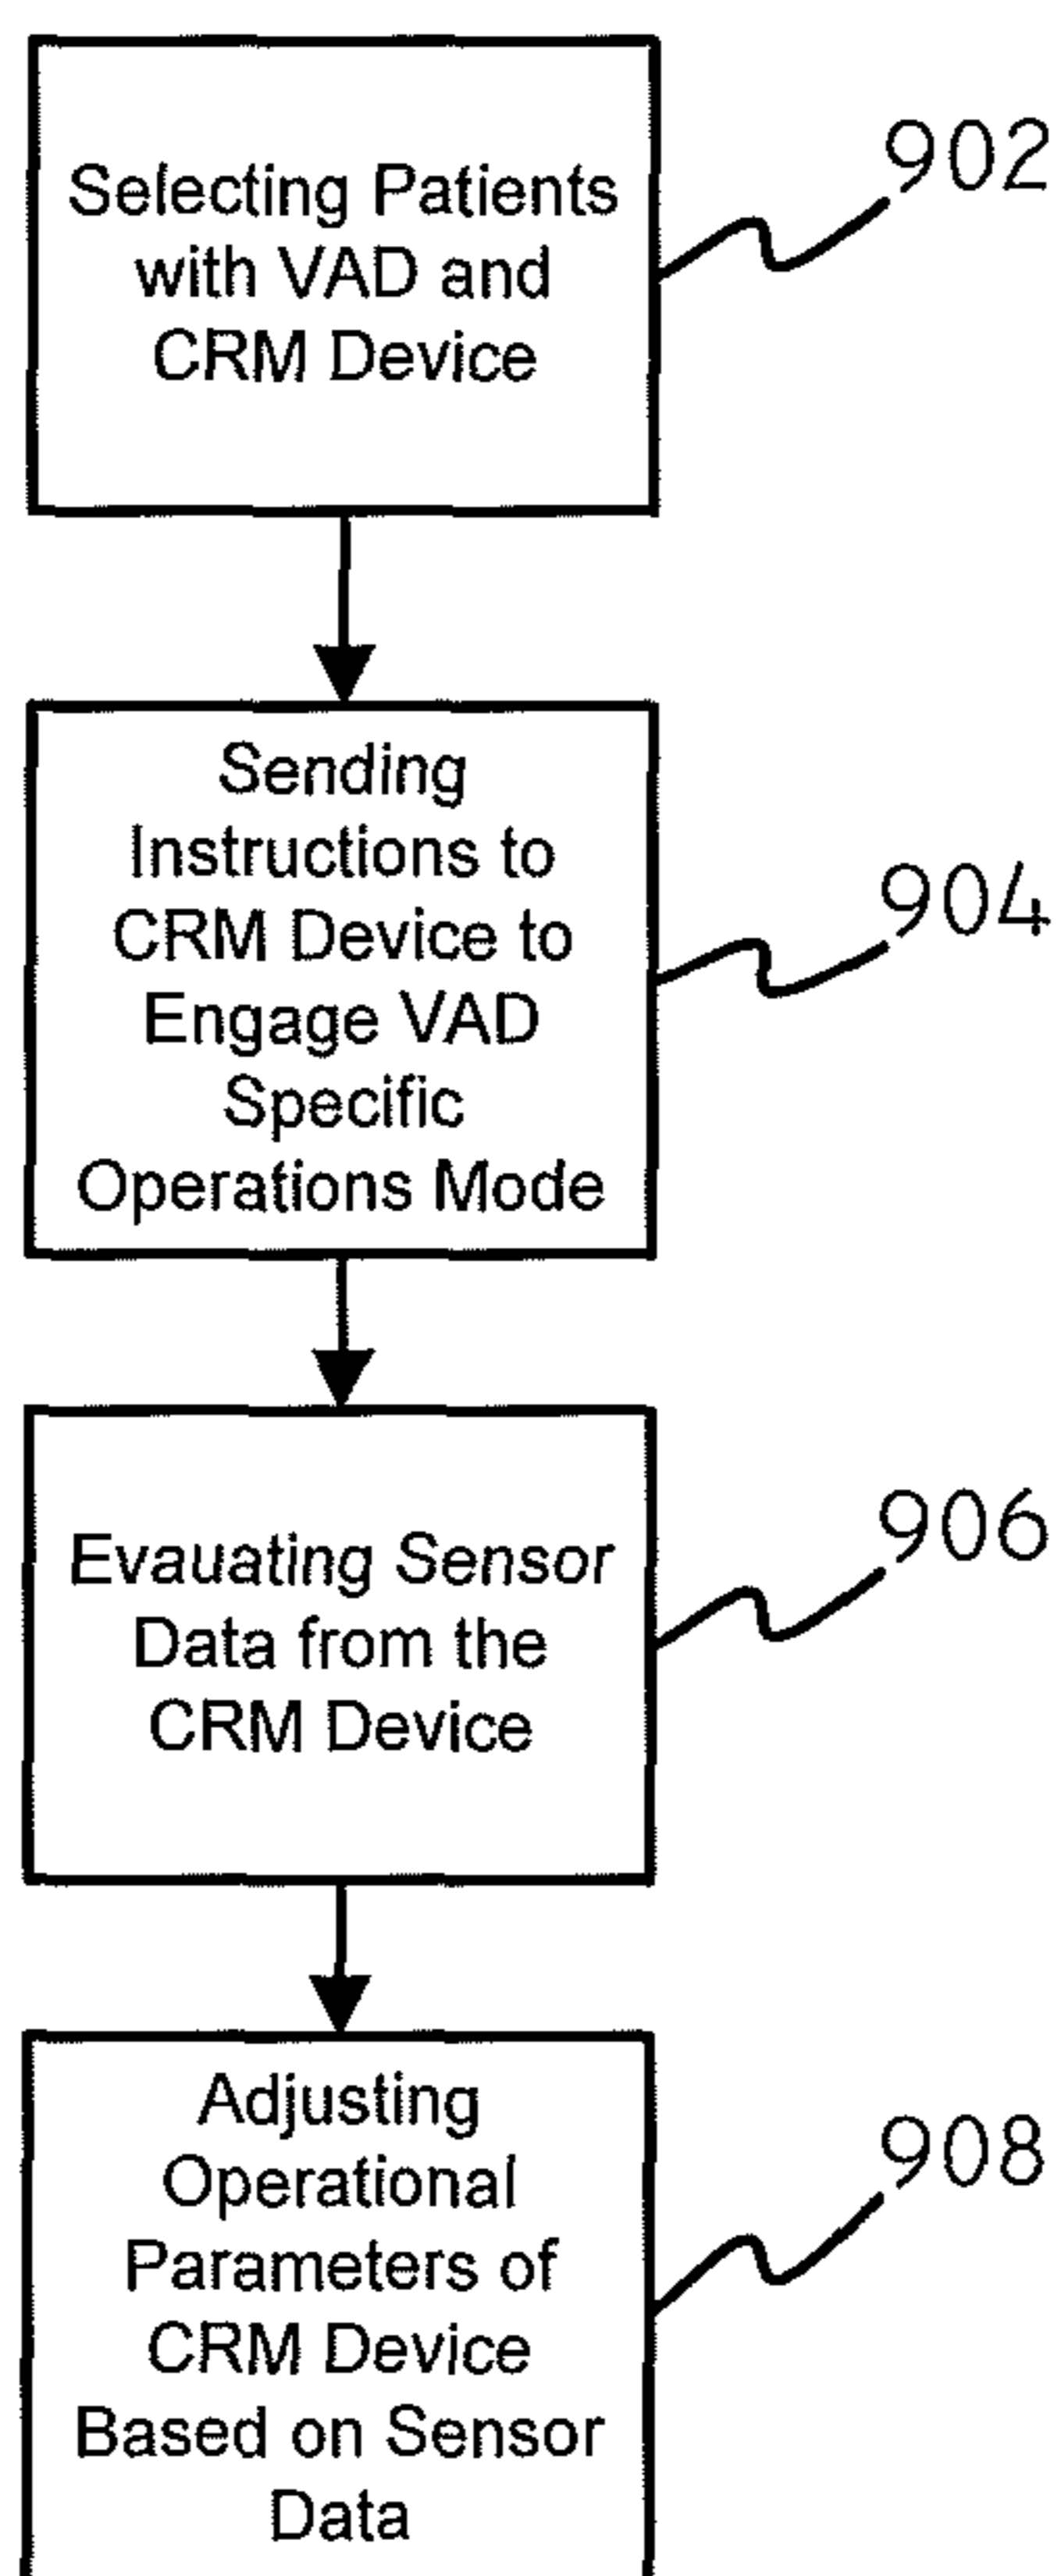 Selecting Patients
with VAD and
CRM Device
902
Sending
Instructions to
CRM Device to
Engage VAD
Specific
Operations Mode
904
Evauating Sensor
Data from the
CRM Device
906
Adjusting
Operational
Parameters of
CRM Device
Based on Sensor
Data
908